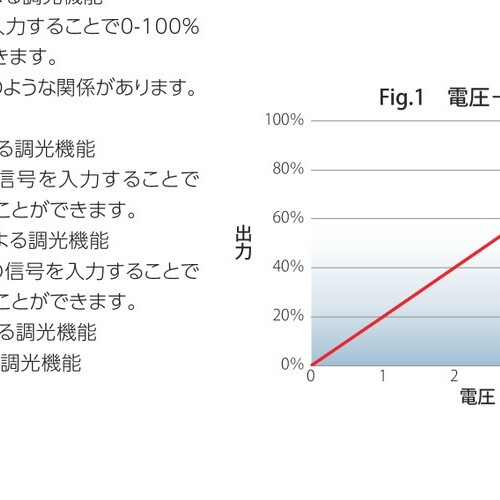 る調光機能
入力することで0-100%
きます。
のような関係があります。
る調光機能
信号を入力することで
ことができます。
よる調光機能
の信号を入力することで
ことができます。
る調光機能
調光機能
Fig.1 電圧-
100%
80%
60%
40%
20%
0%
出力
0
1
2
電圧